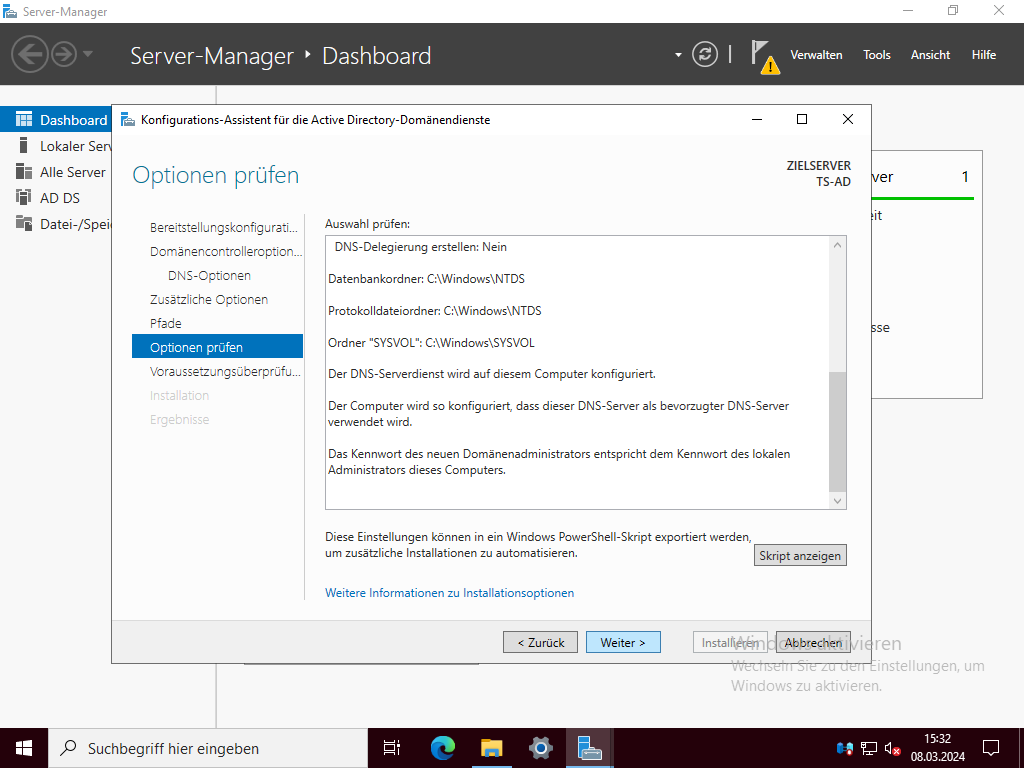 Server-Manager
Server-Manager ‣ Dashboard
Verwalten Tools Ansicht Hilfe
Dashboard
Lokaler Serv
Alle Server
AD DS
Datei-/Speic
Konfigurations-Assistent für die Active Directory-Domänendienste
Optionen prüfen
ZIELSERVER
TS-AD
Bereitstellungskonfigurati...
Domänencontrolleroption...
DNS-Optionen
Zusätzliche Optionen
Pfade
Optionen prüfen
Voraussetzungsüberprüfu...
Installation
Ergebnisse
Auswahl prüfen:
DNS-Delegierung erstellen: Nein
Datenbankordner: C:\Windows\NTDS
Protokolldateiordner: C:\Windows\NTDS
Ordner "SYSVOL": C:\Windows\SYSVOL
Der DNS-Serverdienst wird auf diesem Computer konfiguriert.
Der Computer wird so konfiguriert, dass dieser DNS-Server als bevorzugter DNS-Server
verwendet wird.
Das Kennwort des neuen Domänenadministrators entspricht dem Kennwort des lokalen
Administrators dieses Computers.
Diese Einstellungen können in ein Windows PowerShell-Skript exportiert werden,
um zusätzliche Installationen zu automatisieren.
Skript anzeigen
Weitere Informationen zu Installationsoptionen
< Zurück Weiter > Installieren Abbrechen
ver 1
eit
sse
Windows aktivieren
Wechseln Sie zu den Einstellungen, um
Windows zu aktivieren.
Suchbegriff hier eingeben
15:32
08.03.2024